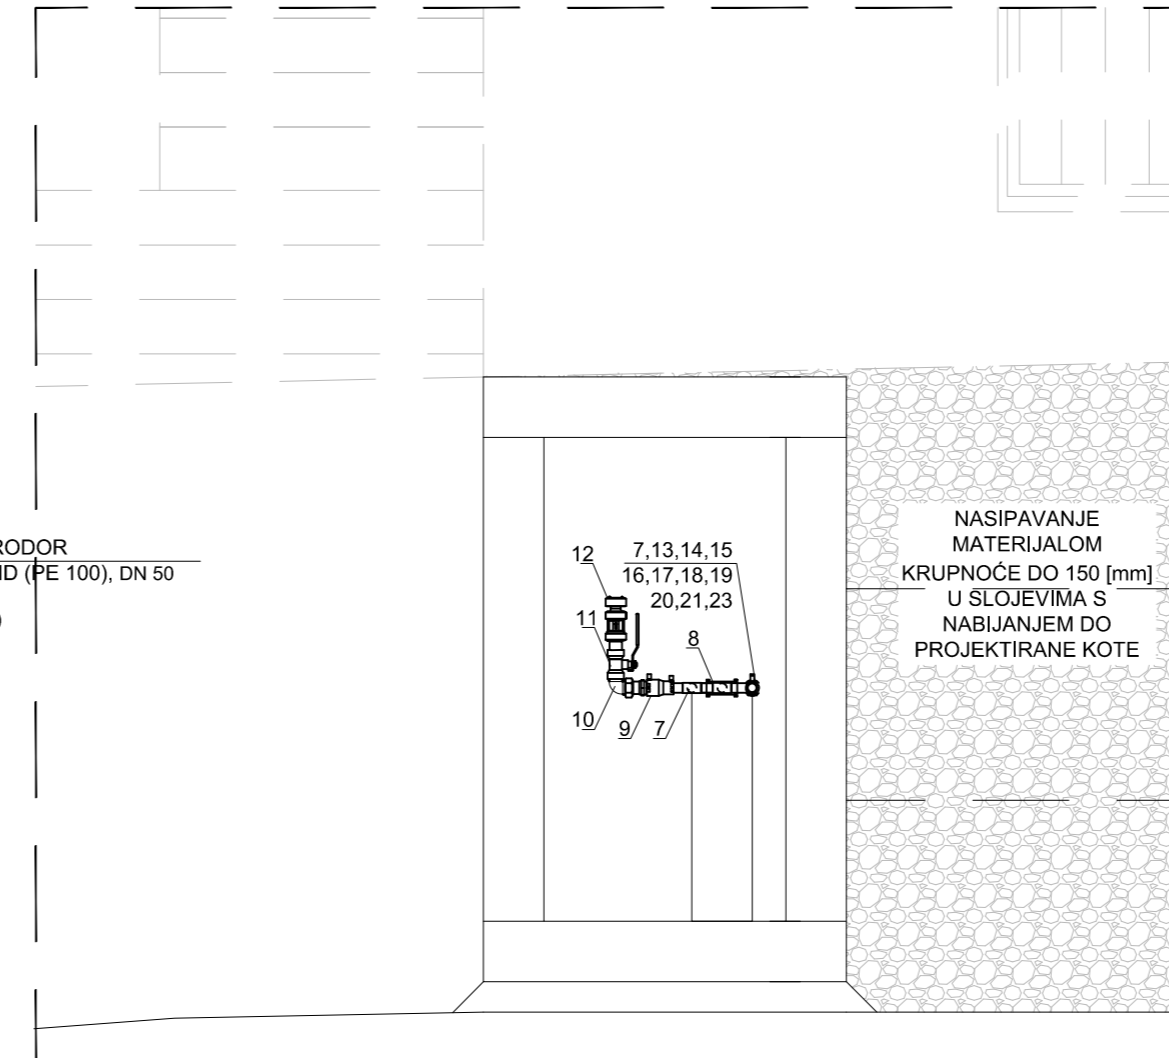 RODOR
ID (PE 100), DN 50
)
12
7,13,14,15
16,17,18,19
20,21,23
11
8
10
9
7
NASIPAVANJE
MATERIJALOM
KRUPNOĆE DO 150 [mm]
U SLOJEVIMA S
NABIJANJEM DO
PROJEKTIRANE KOTE